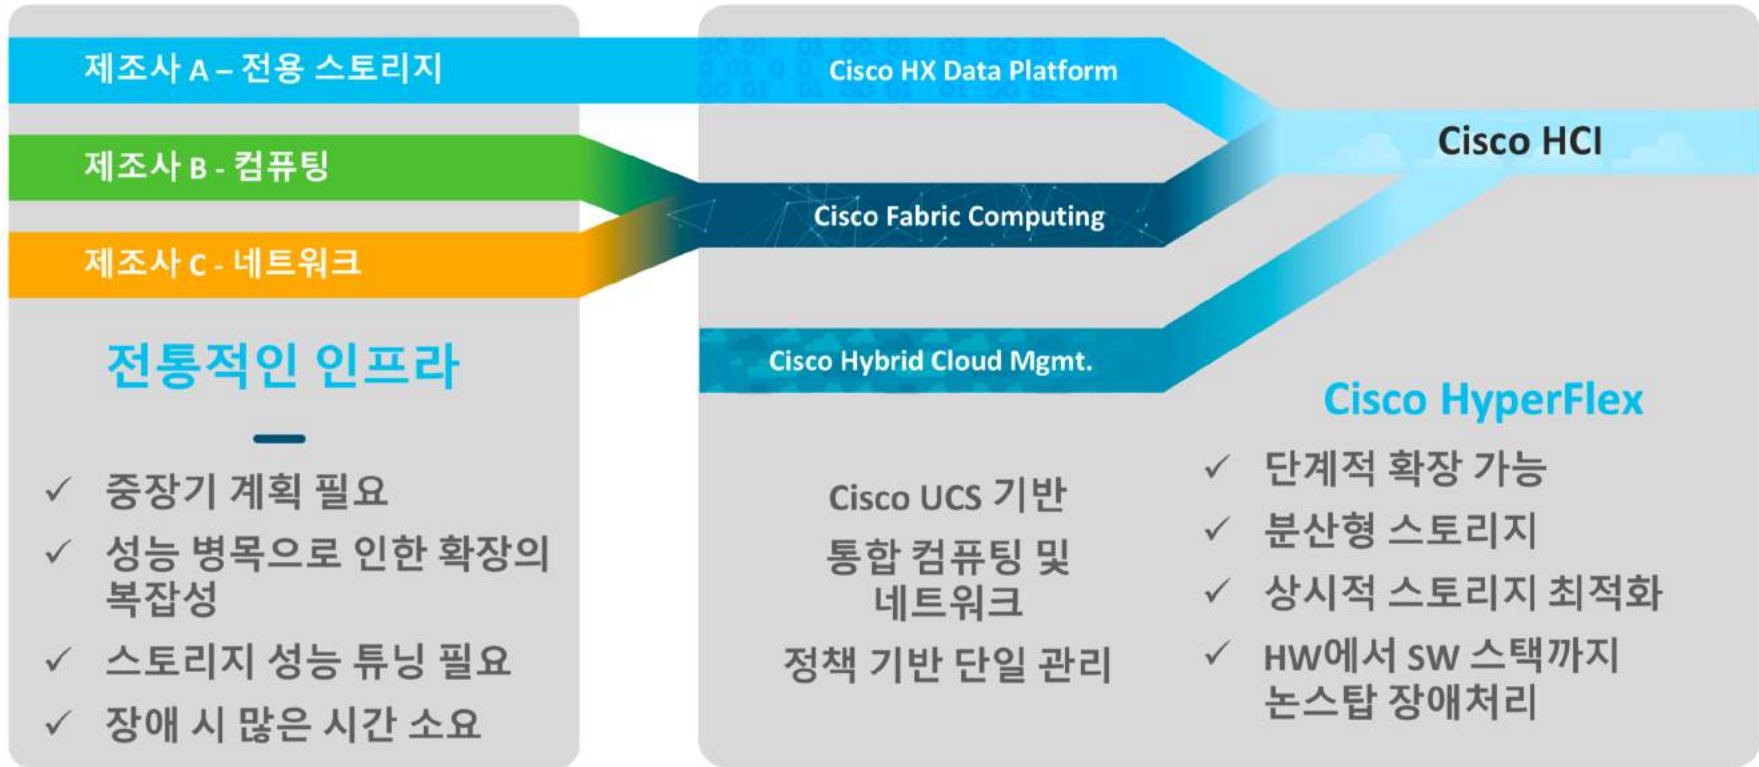 제조사 A – 전용 스토리지
제조사 B - 컴퓨팅
제조사 C - 네트워크
전통적인 인프라
✓ 중장기 계획 필요
✓ 성능 병목으로 인한 확장의
복잡성
✓ 스토리지 성능 튜닝 필요
✓ 장애 시 많은 시간 소요
Cisco HX Data Platform
Cisco Fabric Computing
Cisco Hybrid Cloud Mgmt.
Cisco UCS 기반
통합 컴퓨팅 및
네트워크
정책 기반 단일 관리
Cisco HCI
Cisco HyperFlex
✓ 단계적 확장 가능
✓ 분산형 스토리지
✓ 상시적 스토리지 최적화
✓ HW에서 SW 스택까지
논스탑 장애처리